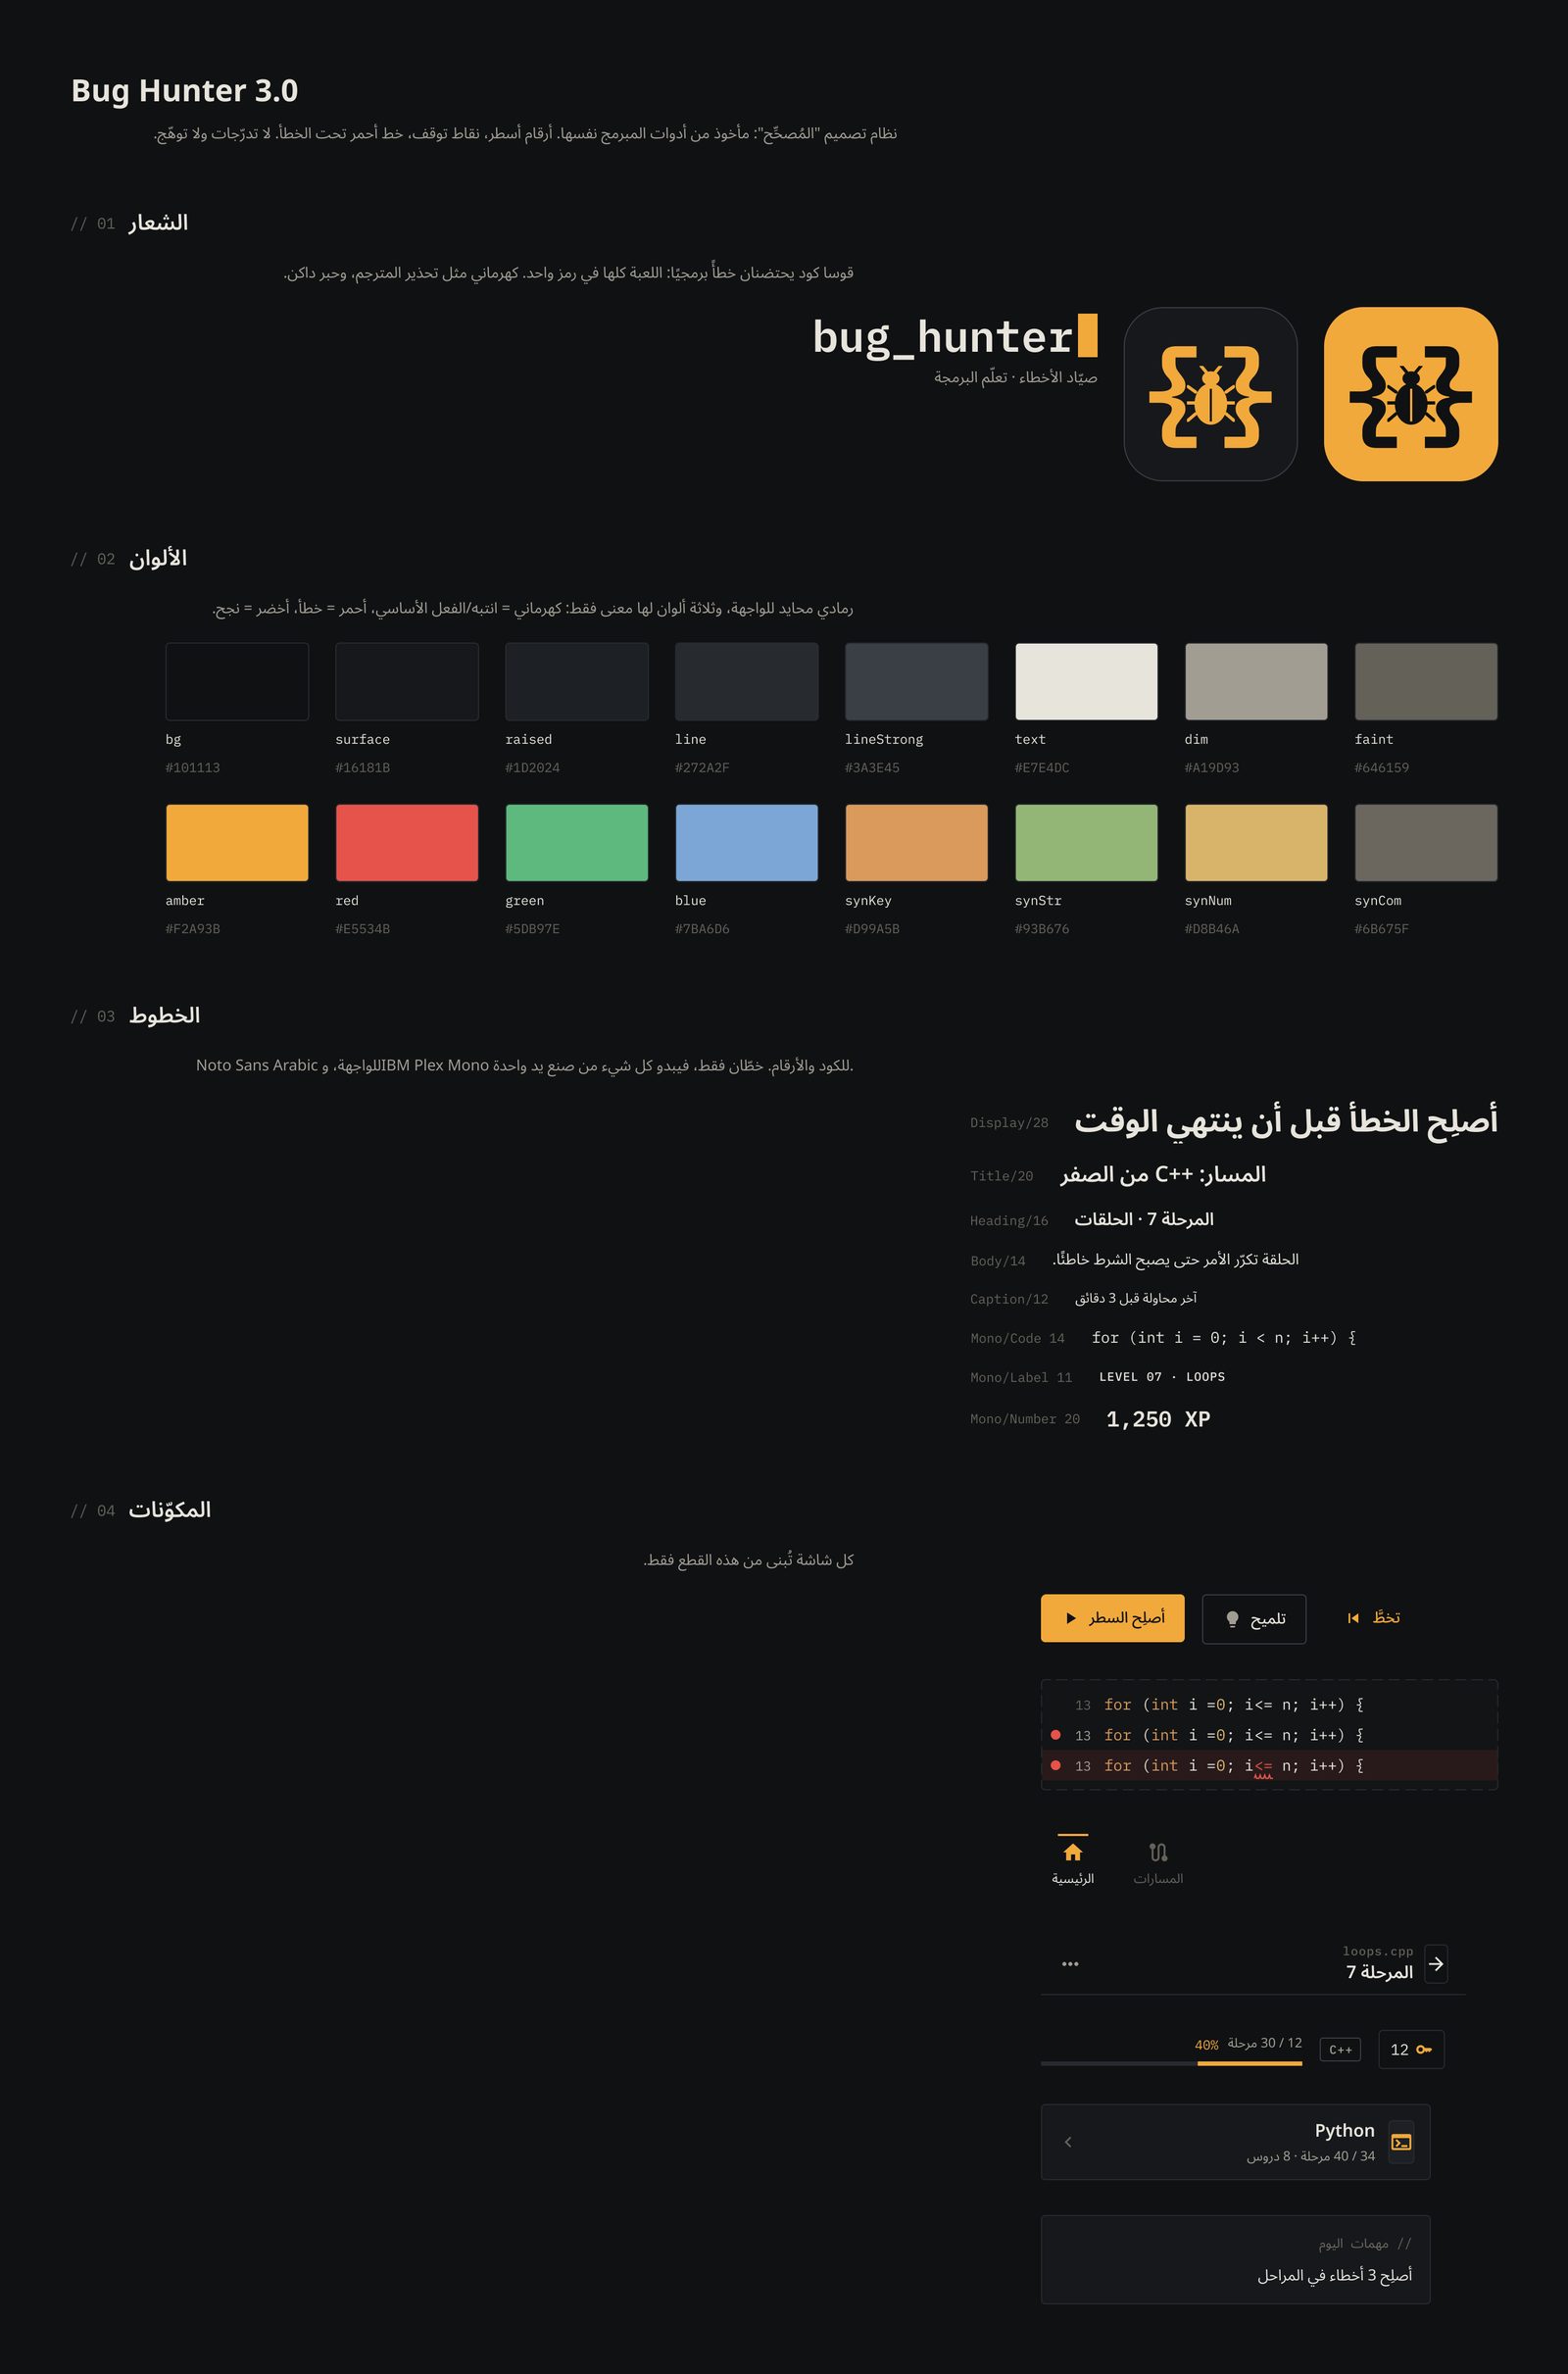 Bug Hunter 3.0
نظام تصميم "المُصحِّح": مأخوذ من أدوات المبرمج نفسها. أرقام أسطر، نقاط توقف، خط أحمر تحت الخطأ. لا تدرّجات ولا توهّج.
// 01 الشعار
قوسا كود يحتضنان خطأً برمجيًا: اللعبة كلها في رمز واحد. كهرماني مثل تحذير المترجم، وحبر داكن.
bug_hunter
صيّاد الأخطاء · تعلّم البرمجة
// 02 الألوان
رمادي محايد للواجهة، وثلاثة ألوان لها معنى فقط: كهرماني = انتبه/الفعل الأساسي، أحمر = خطأ، أخضر = نجح.
bg surface raised line lineStrong text dim faint
#101113 #16181B #1D2024 #272A2F #3A3E45 #E7E4DC #A19D93 #646159
amber red green blue synKey synStr synNum synCom
#F2A93B #E5534B #5DB97E #7BA6D6 #D99A5B #93B676 #D8B46A #6B675F
// 03 الخطوط
Noto Sans Arabic للواجهة، و IBM Plex Mono للكود والأرقام. خطّان فقط، فيبدو كل شيء من صنع يد واحدة.
Display/28 أصلِح الخطأ قبل أن ينتهي الوقت
Title/20 المسار: C++ من الصفر
Heading/16 المرحلة 7 · الحلقات
Body/14 الحلقة تكرّر الأمر حتى يصبح الشرط خاطئًا.
Caption/12 آخر محاولة قبل 3 دقائق
Mono/Code 14 for (int i = 0; i < n; i++) {
Mono/Label 11 LEVEL 07 · LOOPS
Mono/Number 20 1,250 XP
// 04 المكوّنات
كل شاشة تُبنى من هذه القطع فقط.
أصلِح السطر تلميح تخطَّ
13 for (int i =0; i<= n; i++) {
13 for (int i =0; i<= n; i++) {
13 for (int i =0; i<= n; i++) {
الرئيسية المسارات
loops.cpp
المرحلة 7
12 C++ 12 / 30 مرحلة 40%
Python
34 / 40 مرحلة · 8 دروس
// مهمات اليوم
أصلِح 3 أخطاء في المراحل